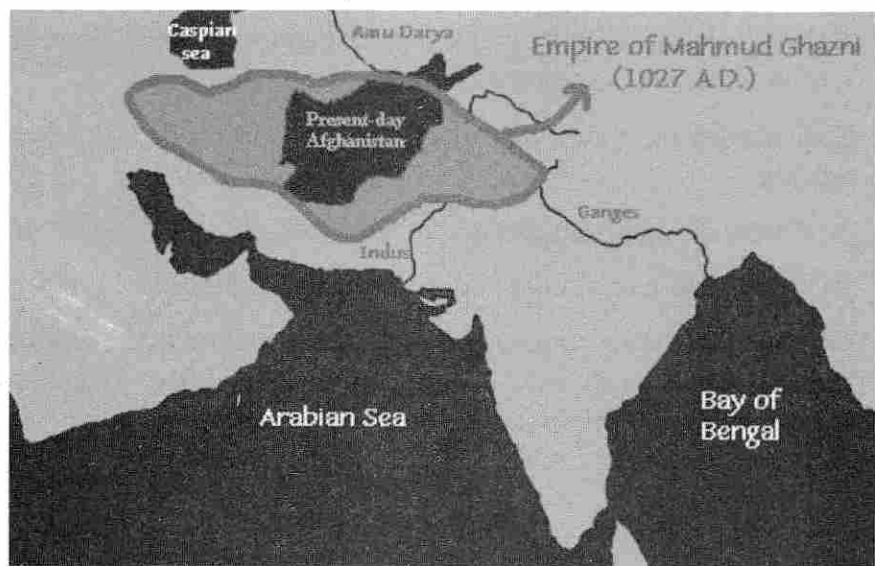 Caspian
sea
Amu Darya
Empire of Mahmud Ghazni
(1027 A.D.)
Present-day
Afghanistan
Ganges
Indus
Arabian Sea
Bay of
Bengal